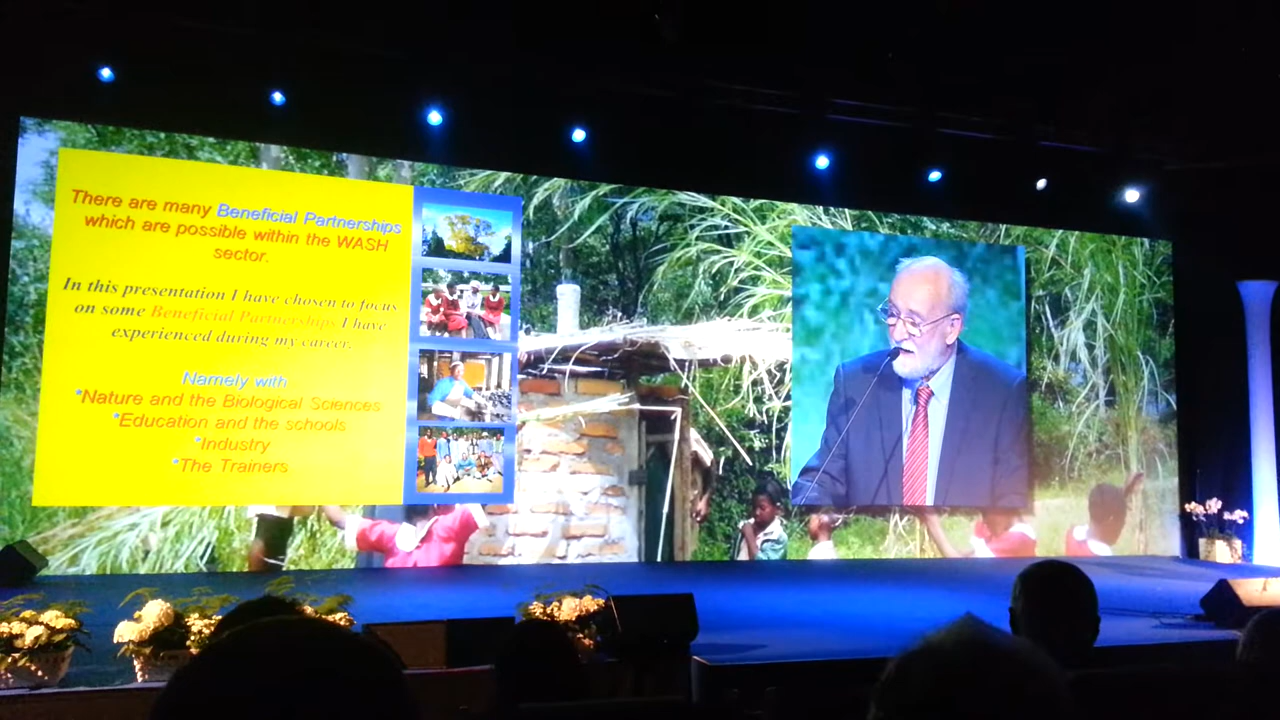 There are many Beneficial Partnerships
which are possible within the WASH
sector.
In this presentation I have chosen to focus
on some Beneficial Partnerships I have
experienced during my career.
Namely with
*Nature and the Biological Sciences
*Education and the schools
*Industry
*The Trainers